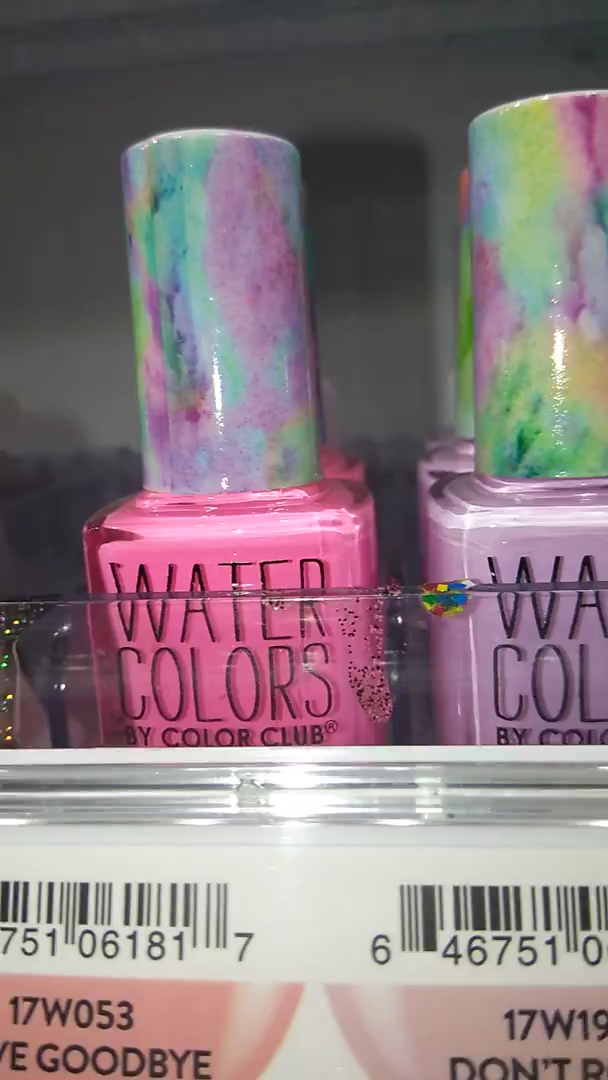 WATER
COLORS
BY COLOR CLUB®
WA
COL
BY COLO
751 06181 7
6 46751 0
17W053
VE GOODBYE
17W19
DON'T R